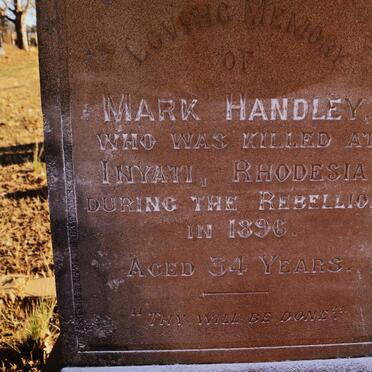 Loving Memory
OF
MARK HANDLEY,
WHO WAS KILLED AT
INYATI, RHODESIA
DURING THE REBELLIO
IN 1896.
AGED 34 YEARS.
"THY WILL BE DONE"